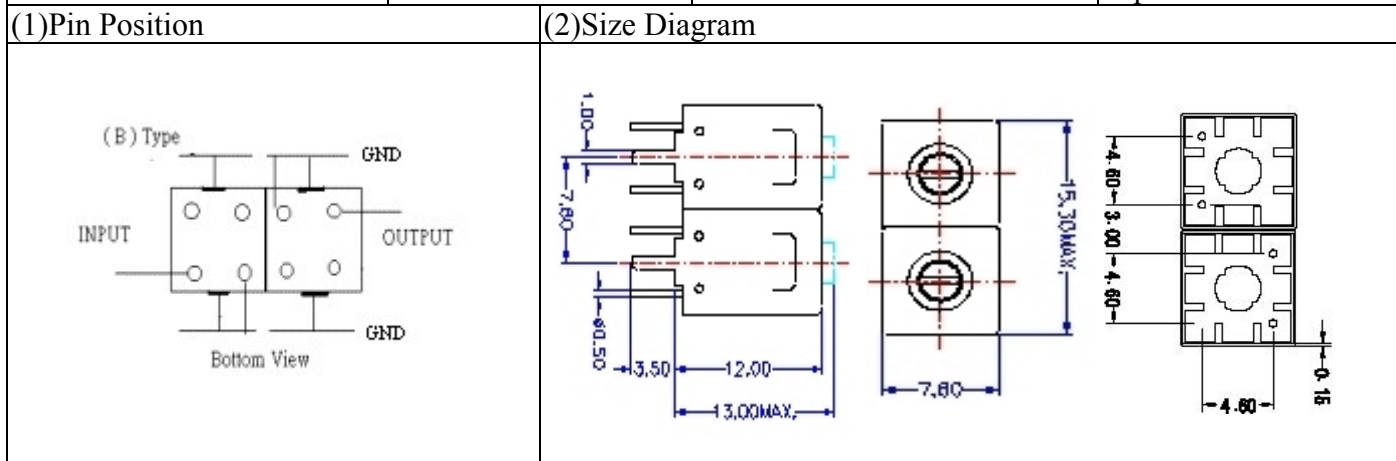 (1)Pin Position
(2)Size Diagram
(B) Type
GND
INPUT
OUTPUT
GND
Bottom View
1.00
7.60
ø0.50
3.50
12.00
13.00MAX.
15.30MAX.
7.60
4.60
3.00
4.60
4.60
0.15